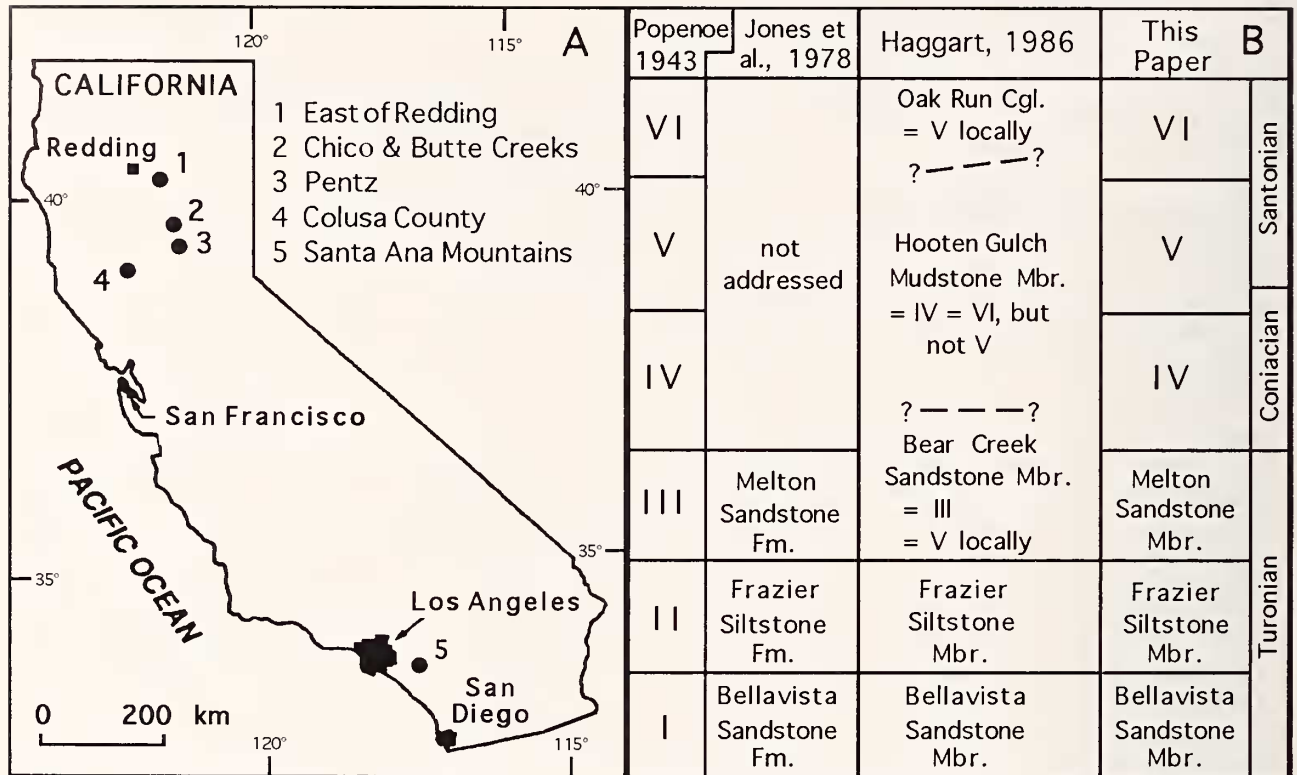 120°
115°
A
CALIFORNIA
Redding
1
40°
2
3
4
40°
1 East of Redding
2 Chico & Butte Creeks
3 Pentz
4 Colusa County
5 Santa Ana Mountains
San Francisco
PACIFIC OCEAN
35°
35°
Los Angeles
5
San
Diego
0 200 km
120°
115°
B
Popenoe
1943
Jones et
al., 1978
Haggart, 1986
This
Paper
VI
V
IV
III
II
I
not
addressed
Melton
Sandstone
Fm.
Frazier
Siltstone
Fm.
Bellavista
Sandstone
Fm.
Oak Run Cgl.
= V locally
? — — — ?
Hooten Gulch
Mudstone Mbr.
= IV = VI, but
not V
? — — — ?
Bear Creek
Sandstone Mbr.
= III
= V locally
Frazier
Siltstone
Mbr.
Bellavista
Sandstone
Mbr.
VI
V
IV
Melton
Sandstone
Mbr.
Frazier
Siltstone
Mbr.
Bellavista
Sandstone
Mbr.
Santonian
Coniacian
Turonian